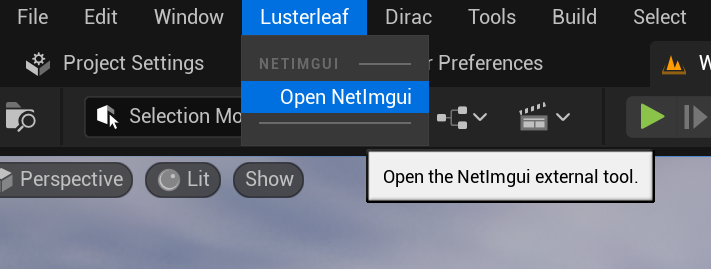 File Edit Window Lusterleaf Dirac Tools Build Select
Project Settings NETIMGUI r Preferences W
Selection Mo Open NetImgui
Perspective Lit Show Open the NetImgui external tool.